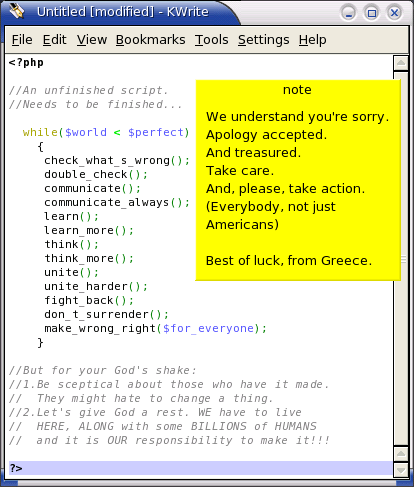 Untitled [modified] - KWrite
File Edit View Bookmarks Tools Settings Help
<?php
//An unfinished script.
//Needs to be finished...
while($world < $perfect)
{
check_what_s_wrong();
double_check();
communicate();
communicate_always();
learn();
learn_more();
think();
think_more();
unite();
unite_harder();
fight_back();
don_t_surrender();
make_wrong_right($for_everyone);
}
//But for your God's shake:
//1.Be sceptical about those who have it made.
//  They might hate to change a thing.
//2.Let's give God a rest. WE have to live
//  HERE, ALONG with some BILLIONS of HUMANS
//  and it is OUR responsibility to make it!!!
?>
note
We understand you're sorry.
Apology accepted.
And treasured.
Take care.
And, please, take action.
(Everybody, not just
Americans)
Best of luck, from Greece.